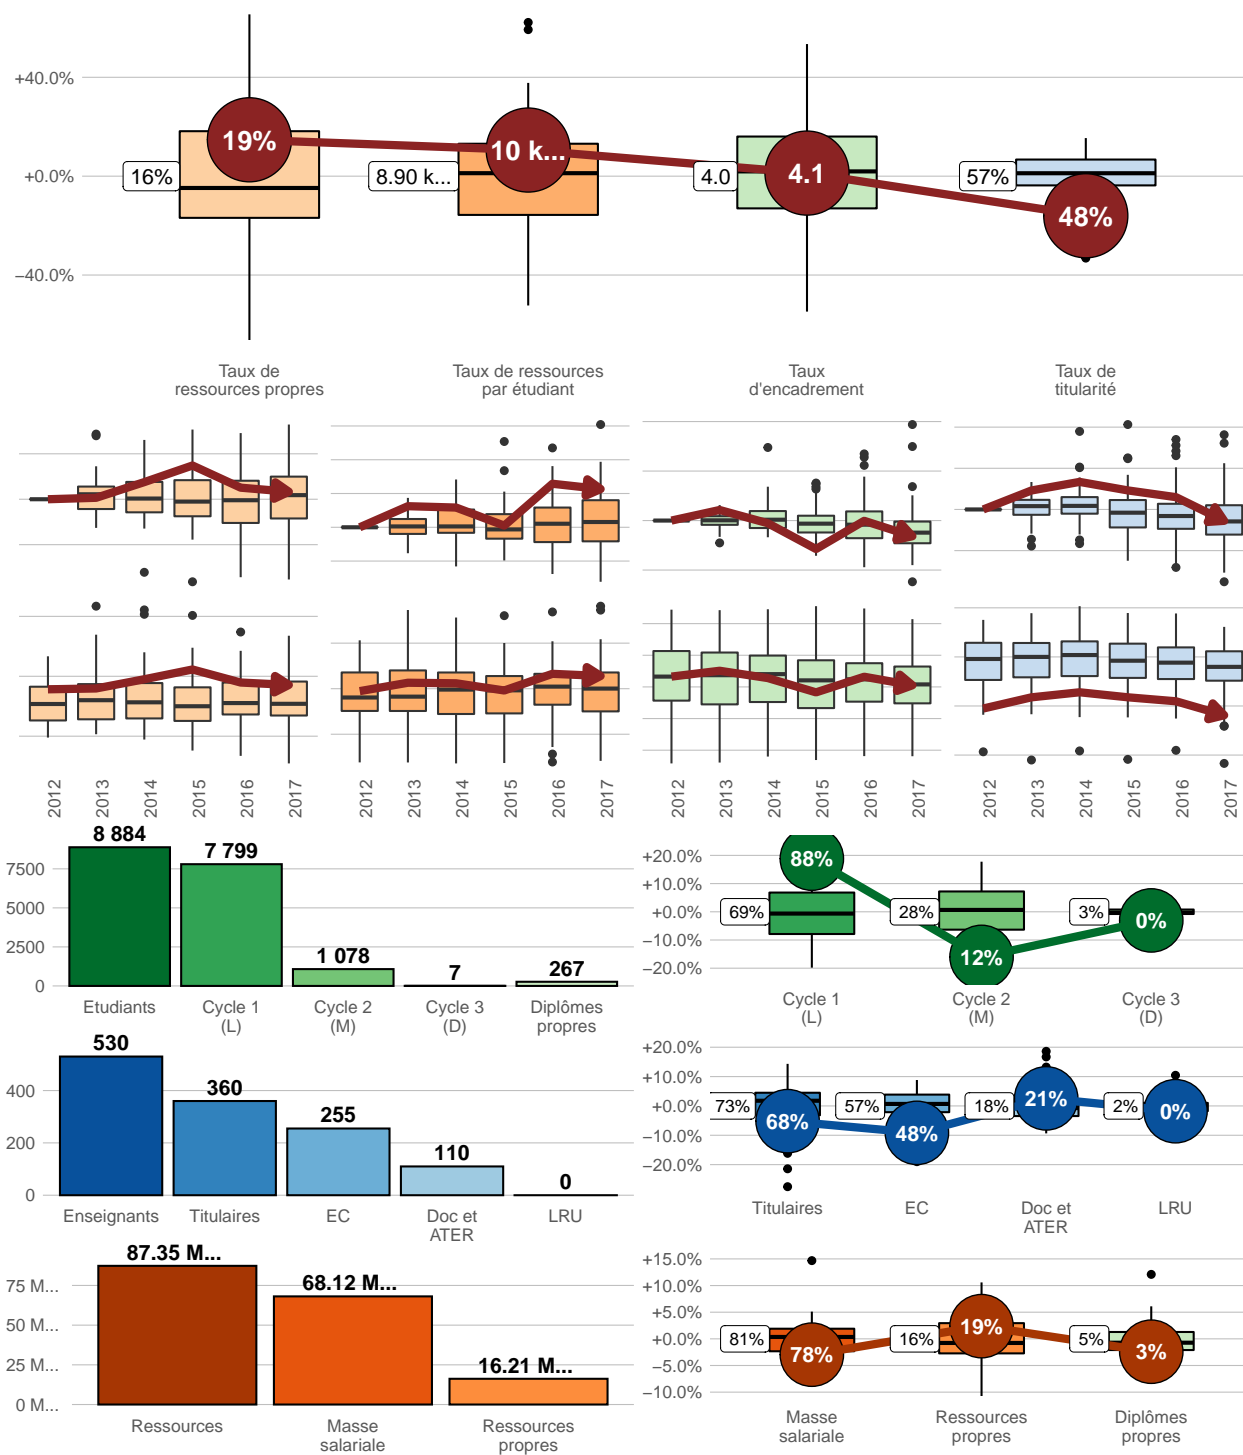 +40.0%
+0.0%
−40.0%
16%
19%
8.90 k...
10 k...
4.0
4.1
57%
48%
Taux de
ressources propres
Taux de ressources
par étudiant
Taux
d'encadrement
Taux de
titularité
2012
2013
2014
2015
2016
2017
2012
2013
2014
2015
2016
2017
2012
2013
2014
2015
2016
2017
2012
2013
2014
2015
2016
2017
7500
5000
2500
0
8 884
7 799
1 078
7
267
Etudiants
Cycle 1
(L)
Cycle 2
(M)
Cycle 3
(D)
Diplômes
propres
+20.0%
+10.0%
+0.0%
−10.0%
−20.0%
69%
88%
28%
12%
3%
0%
Cycle 1
(L)
Cycle 2
(M)
Cycle 3
(D)
400
200
0
530
360
255
110
0
Enseignants
Titulaires
EC
Doc et
ATER
LRU
+20.0%
+10.0%
+0.0%
−10.0%
−20.0%
73%
68%
57%
48%
18%
21%
2%
0%
Titulaires
EC
Doc et
ATER
LRU
75 M...
50 M...
25 M...
0 M...
87.35 M...
68.12 M...
16.21 M...
Ressources
Masse
salariale
Ressources
propres
+15.0%
+10.0%
+5.0%
+0.0%
−5.0%
−10.0%
81%
78%
16%
19%
5%
3%
Masse
salariale
Ressources
propres
Diplômes
propres